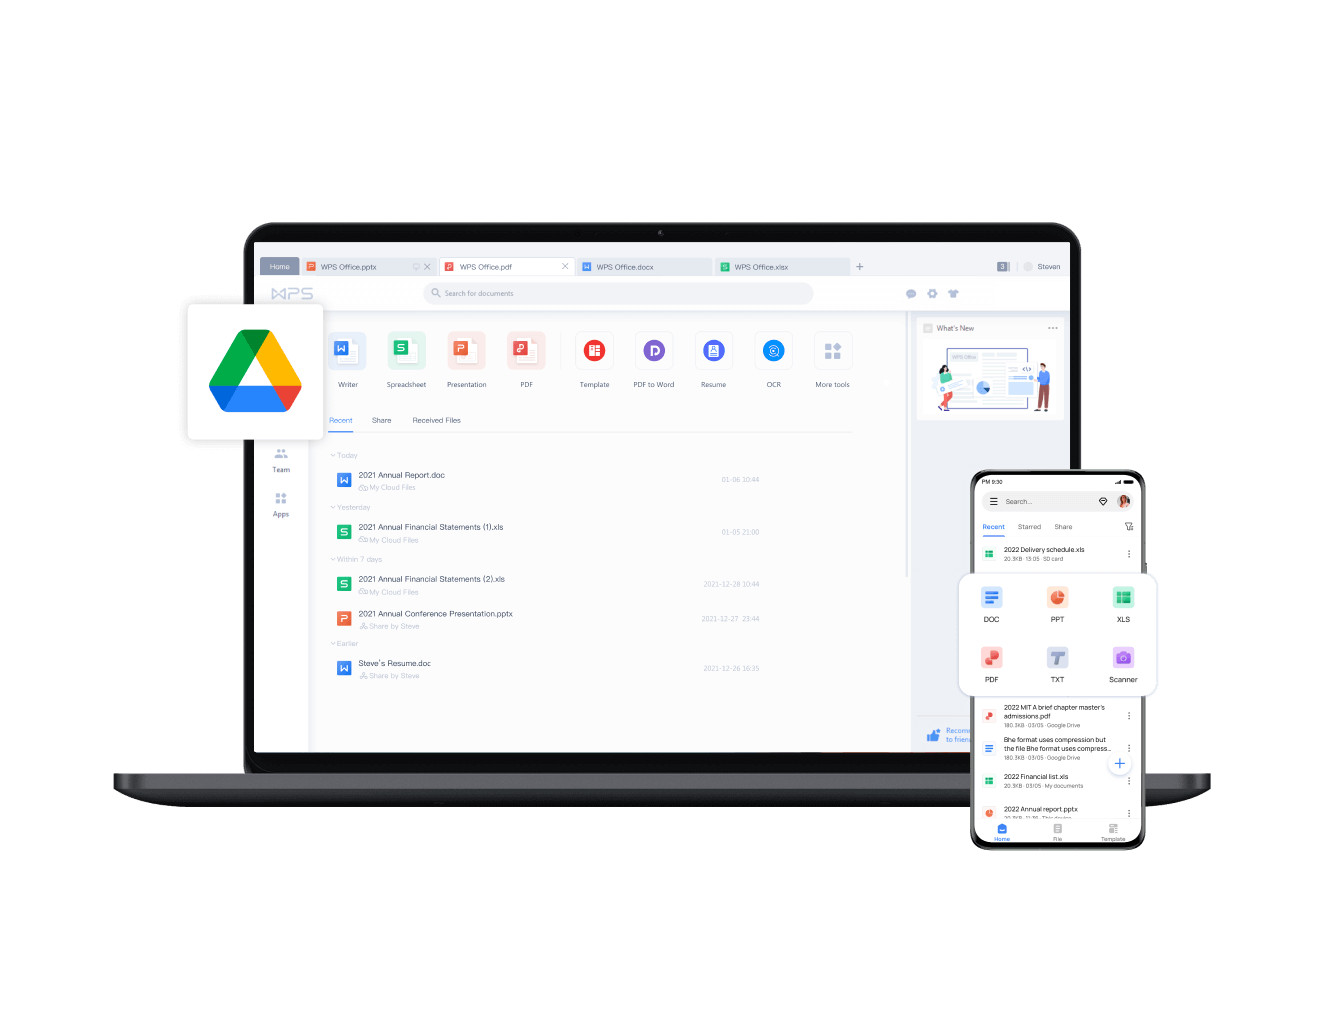 Home
WPS Office.pptx
WPS Office.pdf
WPS Office.docx
WPS Office.xlsx
3
Stevan
WPS
Search for documents
What's New
WPS Office
Writer
Spreadsheet
Presentation
PDF
Template
PDF to Word
Resume
OCR
More tools
Recent
Share
Received Files
Team
Apps
Today
2021 Annual Report.doc
01-06 10:44
My Cloud Files
Yesterday
2021 Annual Financial Statements (1).xls
01-05 21:00
My Cloud Files
Within 7 days
2021 Annual Financial Statements (2).xls
2021-12-28 10:44
My Cloud Files
2021 Annual Conference Presentation.pptx
2021-12-27 23:44
Share by Steve
Earlier
Steve's Resume.doc
2021-12-26 16:35
Share by Steve
Recom
to frien
PM 9:30
Search...
Recent
Starred
Share
2022 Delivery schedule.xls
20.3KB · 13:05 · SD card
DOC
PPT
XLS
PDF
TXT
Scanner
2022 MIT A brief chapter master's
admissions.pdf
180.3KB · 03/05 · Google Drive
Bhe format uses compression but
the file Bhe format uses compress...
180.3KB · 03/05 · Google Drive
2022 Financial list.xls
20.3KB · 03/05 · My documents
2022 Annual report.pptx
Home
File
Template